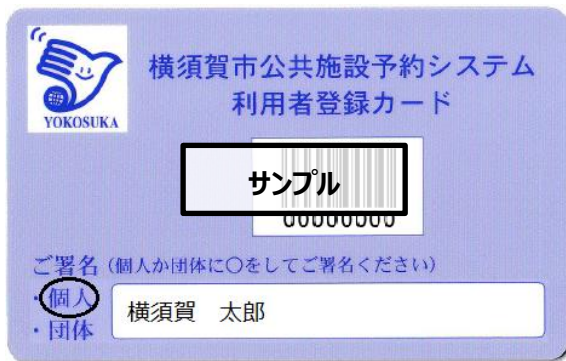 横須賀市公共施設予約システム
利用者登録カード
YOKOSUKA
サンプル
ご署名(個人か団体に○をしてご署名ください)
・個人
横須賀 太郎
・団体